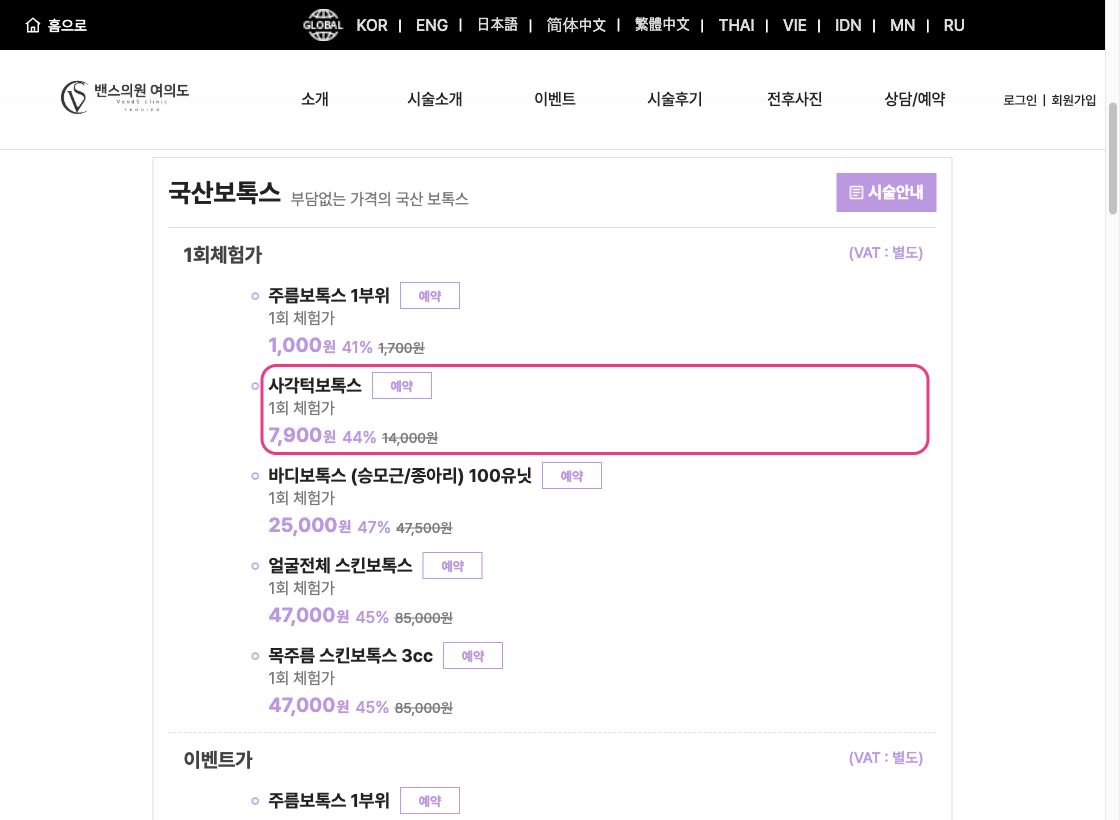 홈으로
GLOBAL KOR | ENG | 日本語 | 简体中文 | 繁體中文 | THAI | VIE | IDN | MN | RU
밴스의원 여의도
VandS clinic
YEOUIDO
소개 시술소개 이벤트 시술후기 전후사진 상담/예약 로그인 | 회원가입
국산보톡스 부담없는 가격의 국산 보톡스 시술안내
1회체험가 (VAT : 별도)
주름보톡스 1부위 예약
1회 체험가
1,000원 41% 1,700원
사각턱보톡스 예약
1회 체험가
7,900원 44% 14,000원
바디보톡스 (승모근/종아리) 100유닛 예약
1회 체험가
25,000원 47% 47,500원
얼굴전체 스킨보톡스 예약
1회 체험가
47,000원 45% 85,000원
목주름 스킨보톡스 3cc 예약
1회 체험가
47,000원 45% 85,000원
이벤트가 (VAT : 별도)
주름보톡스 1부위 예약